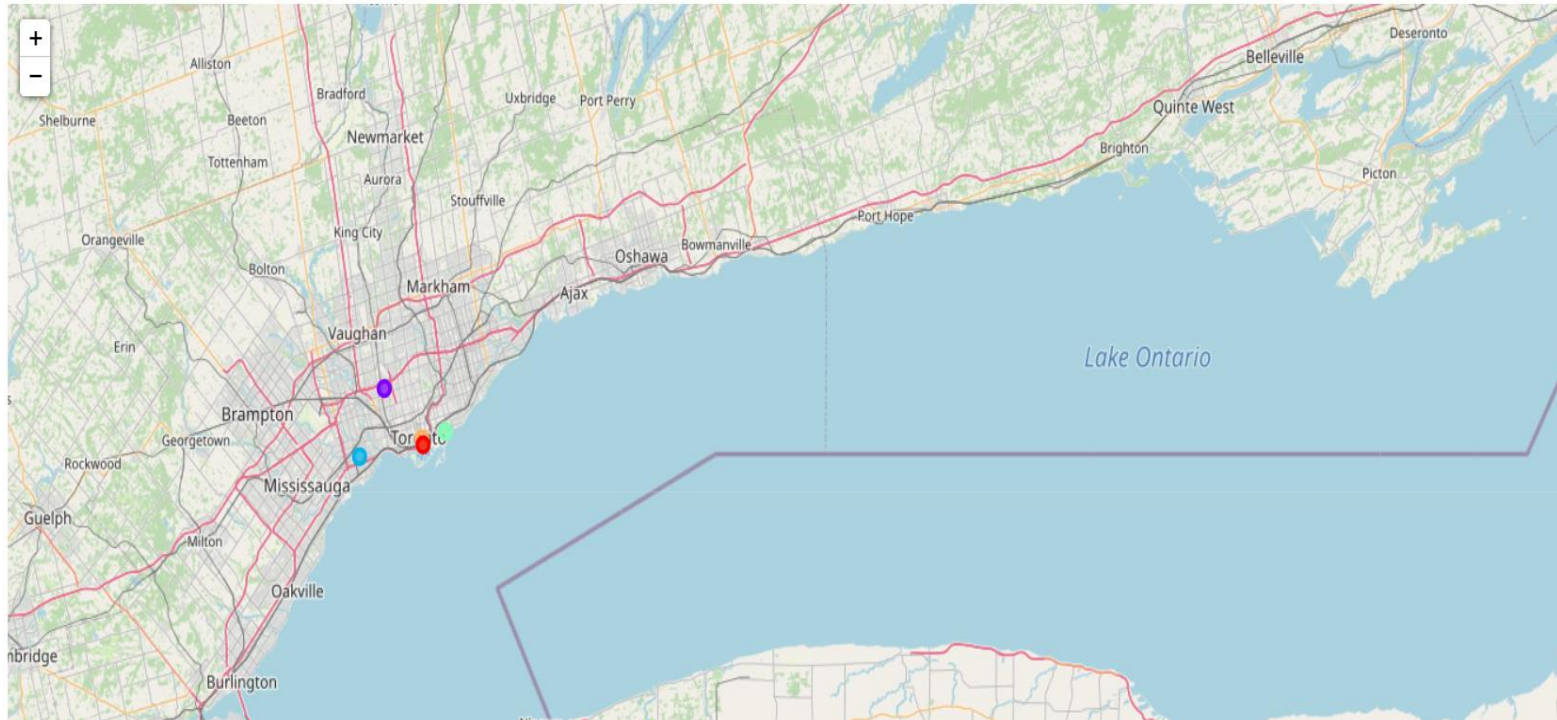 +
−
Alliston
Shelburne
Beeton
Bradford
Uxbridge
Port Perry
Newmarket
Tottenham
Aurora
Stouffville
King City
Orangeville
Bolton
Deseronto
Belleville
Quinte West
Brighton
Picton
Port Hope
Bowmanville
Oshawa
Markham
Ajax
Vaughan
Erin
Lake Ontario
Brampton
Georgetown
Rockwood
Mississauga
Guelph
Milton
Oakville
mbridge
Burlington